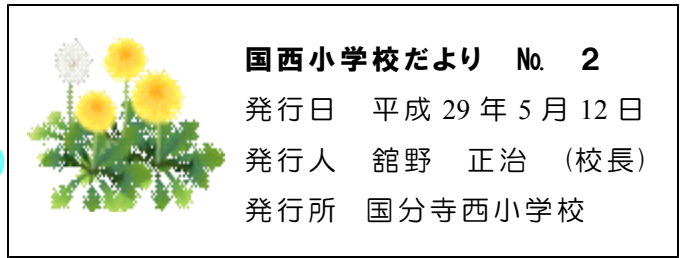 国西小学校だより　№　２
発行日　平成 29 年 5 月 12 日
発行人　舘野　正治　（校長）
発行所　国分寺西小学校